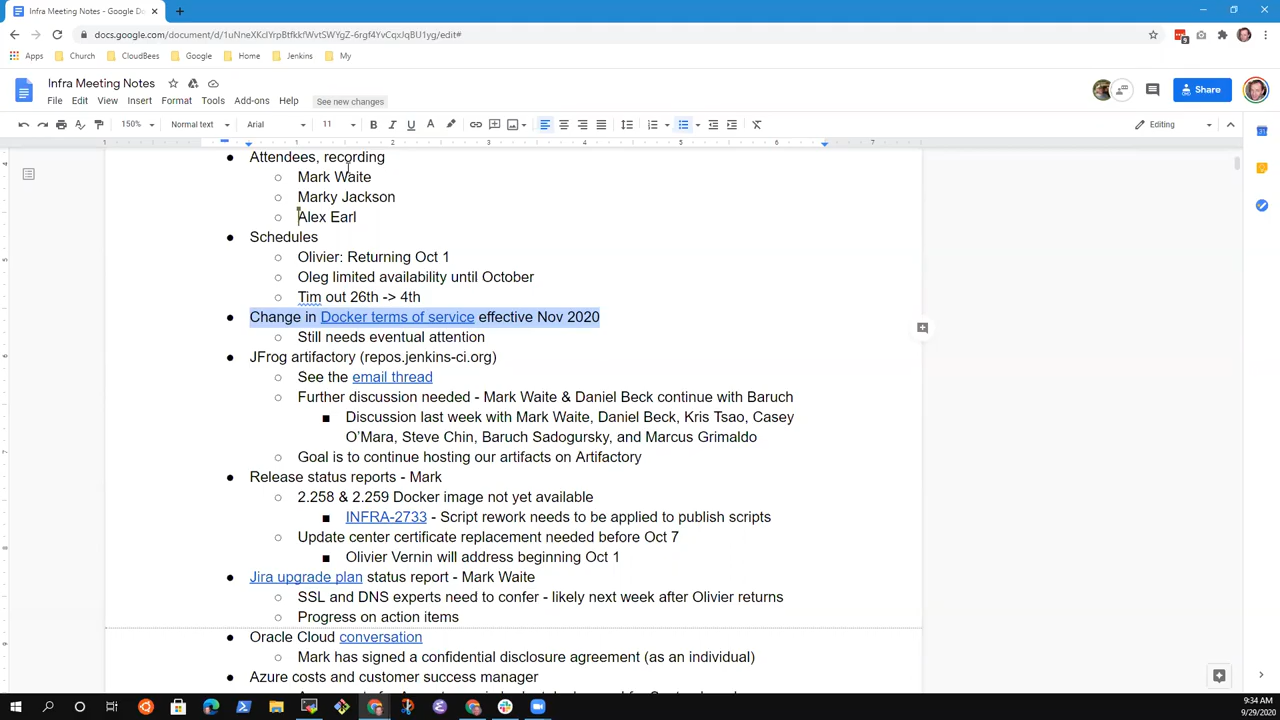 Infra Meeting Notes - Google Do
docs.google.com/document/d/1uNneXKcIYrpBtfkkfWvtSWYgZ-6rgf4YvCqxJqBU1yg/edit#
Apps Church CloudBees Google Home Jenkins My
Infra Meeting Notes
File Edit View Insert Format Tools Add-ons Help See new changes
Share
150% Normal text Arial 11 B I U A Editing
1 1 2 3 4 5 6 7
Attendees, recording
Mark Waite
Marky Jackson
Alex Earl
Schedules
Olivier: Returning Oct 1
Oleg limited availability until October
Tim out 26th -> 4th
Change in Docker terms of service effective Nov 2020
Still needs eventual attention
JFrog artifactory (repos.jenkins-ci.org)
See the email thread
Further discussion needed - Mark Waite & Daniel Beck continue with Baruch
Discussion last week with Mark Waite, Daniel Beck, Kris Tsao, Casey
O’Mara, Steve Chin, Baruch Sadogursky, and Marcus Grimaldo
Goal is to continue hosting our artifacts on Artifactory
Release status reports - Mark
2.258 & 2.259 Docker image not yet available
INFRA-2733 - Script rework needs to be applied to publish scripts
Update center certificate replacement needed before Oct 7
Olivier Vernin will address beginning Oct 1
Jira upgrade plan status report - Mark Waite
SSL and DNS experts need to confer - likely next week after Olivier returns
Progress on action items
Oracle Cloud conversation
Mark has signed a confidential disclosure agreement (as an individual)
Azure costs and customer success manager
9:34 AM
9/29/2020